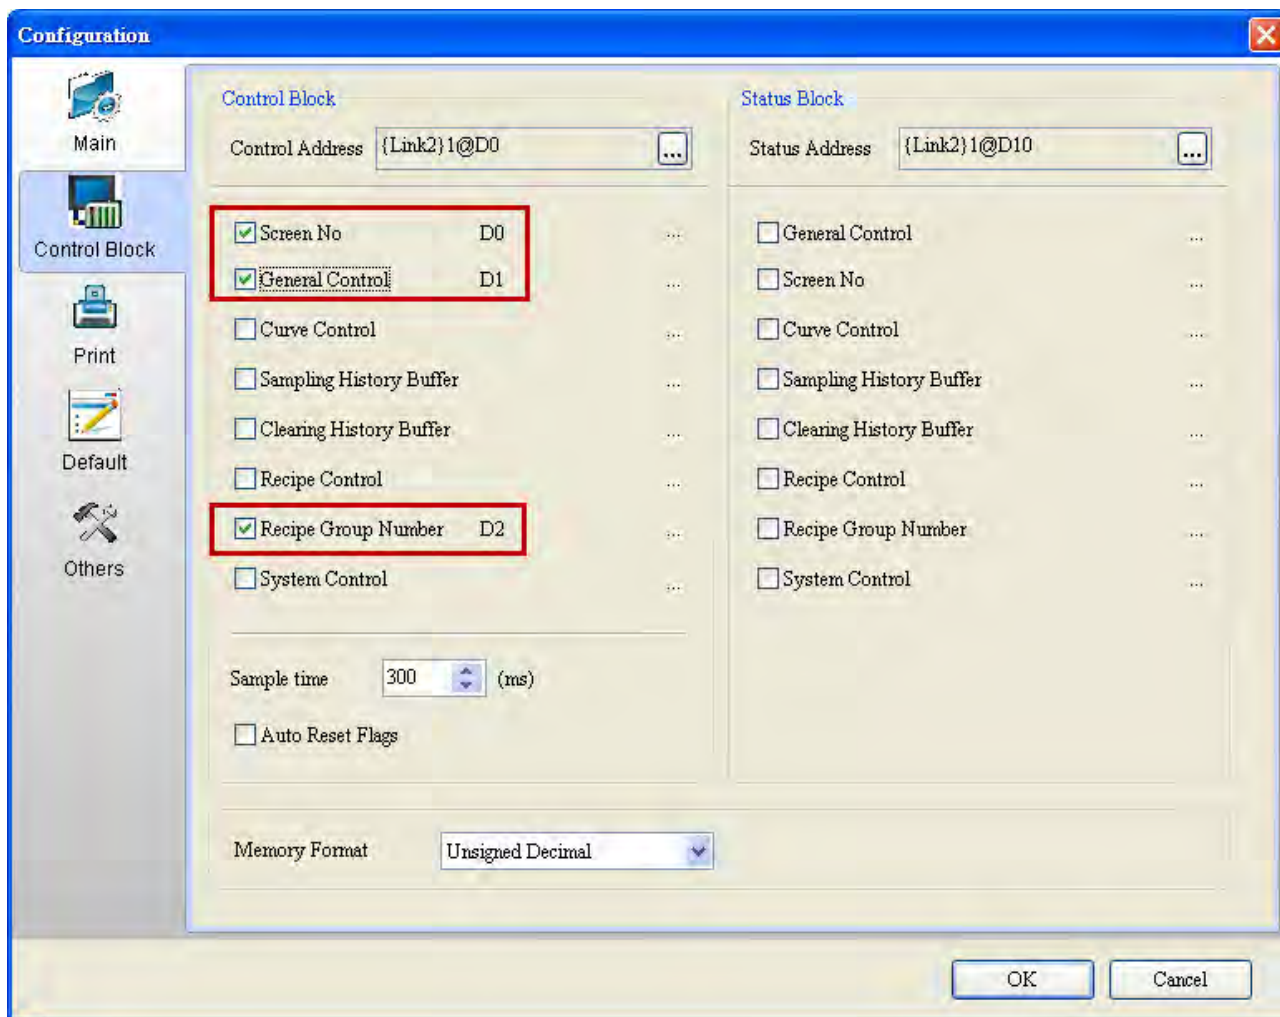 Configuration
Main
Control Block
Print
Default
Others
Control Block
Control Address {Link2}1@D0 ...
Screen No D0 ...
General Control D1 ...
Curve Control ...
Sampling History Buffer ...
Clearing History Buffer ...
Recipe Control ...
Recipe Group Number D2 ...
System Control ...
Sample time 300 (ms)
Auto Reset Flags
Status Block
Status Address {Link2}1@D10 ...
General Control ...
Screen No ...
Curve Control ...
Sampling History Buffer ...
Clearing History Buffer ...
Recipe Control ...
Recipe Group Number ...
System Control ...
Memory Format Unsigned Decimal
OK Cancel